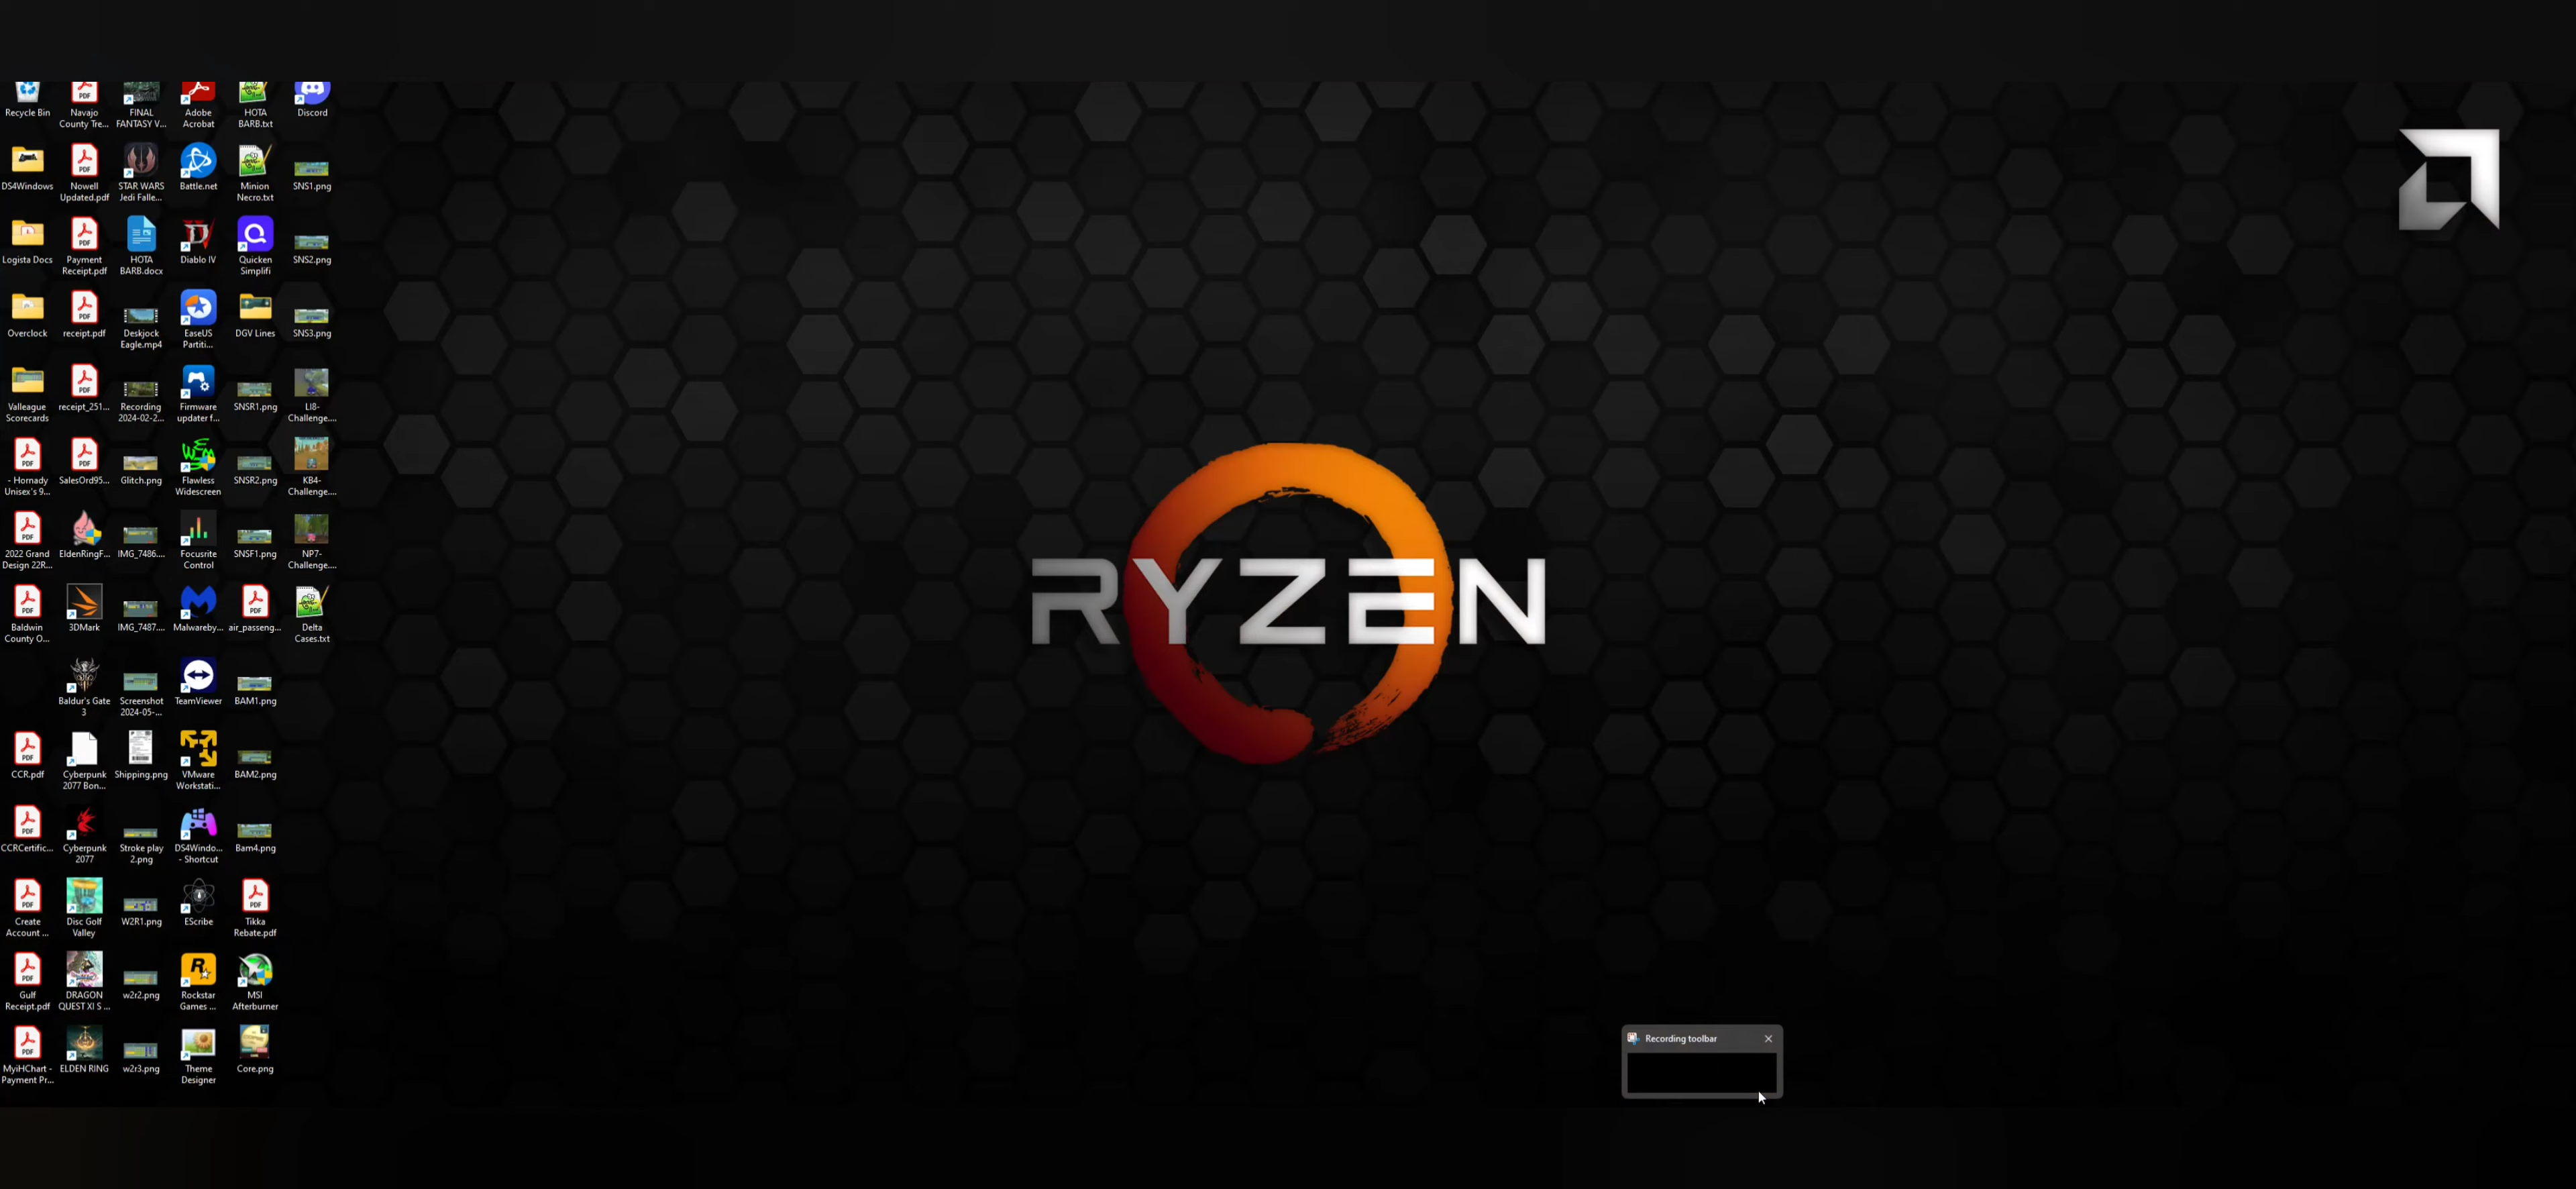 Recycle Bin
Navajo
County Tre...
FINAL
FANTASY V...
Adobe
Acrobat
HOTA
BARB.txt
Discord
DS4Windows
Nowell
Updated.pdf
STAR WARS
Jedi Falle...
Battle.net
Minion
Necro.txt
SNS1.png
Logista Docs
Payment
Receipt.pdf
HOTA
BARB.docx
Diablo IV
Quicken
Simplifi
SNS2.png
Overclock
receipt.pdf
Deskjock
Eagle.mp4
EaseUS
Partiti...
DGV Lines
SNS3.png
Valleague
Scorecards
receipt_251...
Recording
2024-02-2...
Firmware
updater f...
SNSR1.png
LI8-
Challenge....
- Hornady
Unisex's 9...
SalesOrd95...
Glitch.png
Flawless
Widescreen
SNSR2.png
KB4-
Challenge....
2022 Grand
Design 22R...
EldenRingF...
IMG_7486....
Focusrite
Control
SNSF1.png
NP7-
Challenge....
Baldwin
County O...
3DMark
IMG_7487....
Malwareby...
air_passeng...
Delta
Cases.txt
Baldur's Gate
3
Screenshot
2024-05-...
TeamViewer
BAM1.png
CCR.pdf
Cyberpunk
2077 Bon...
Shipping.png
VMware
Workstati...
BAM2.png
CCRCertific...
Cyberpunk
2077
Stroke play
2.png
DS4Windo...
- Shortcut
Bam4.png
Create
Account ...
Disc Golf
Valley
W2R1.png
EScribe
Tikka
Rebate.pdf
Gulf
Receipt.pdf
DRAGON
QUEST XI S ...
w2r2.png
Rockstar
Games ...
MSI
Afterburner
MyiHChart -
Payment Pr...
ELDEN RING
w2r3.png
Theme
Designer
Core.png
RYZEN
Recording toolbar